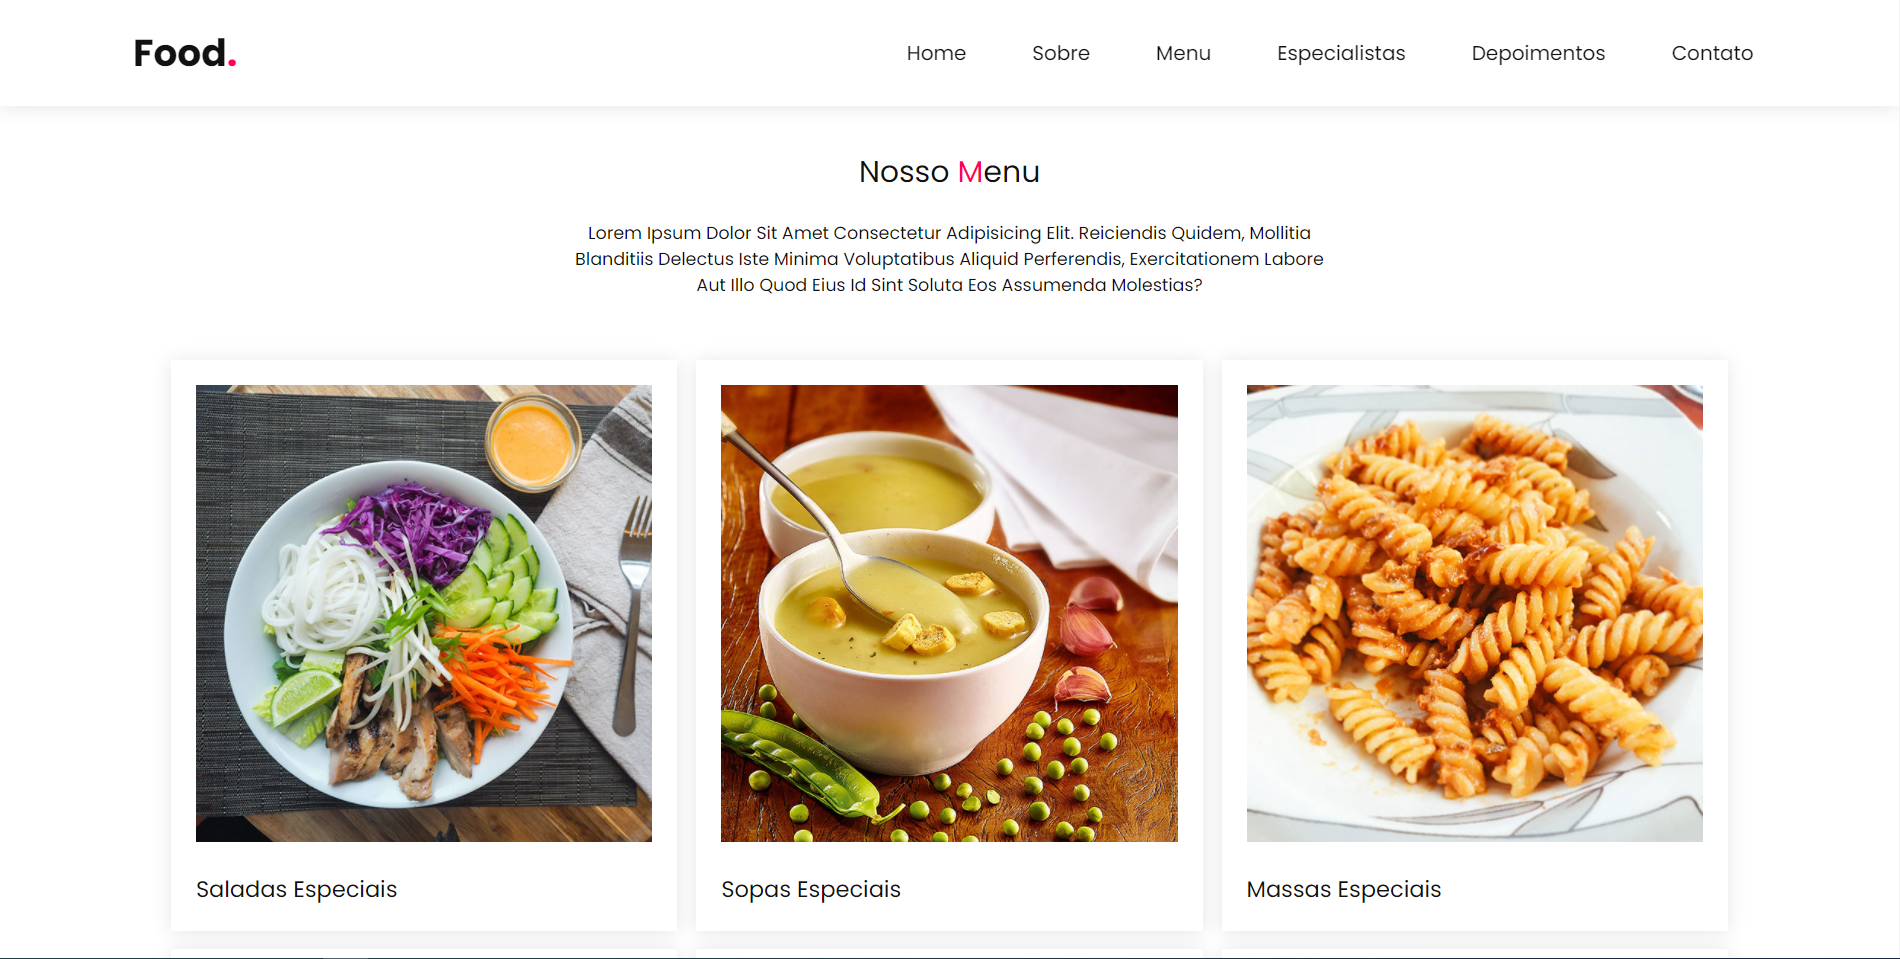 Food.
Home Sobre Menu Especialistas Depoimentos Contato
Nosso Menu
Lorem Ipsum Dolor Sit Amet Consectetur Adipisicing Elit. Reiciendis Quidem, Mollitia
Blanditiis Delectus Iste Minima Voluptatibus Aliquid Perferendis, Exercitationem Labore
Aut Illo Quod Eius Id Sint Soluta Eos Assumenda Molestias?
Saladas Especiais
Sopas Especiais
Massas Especiais